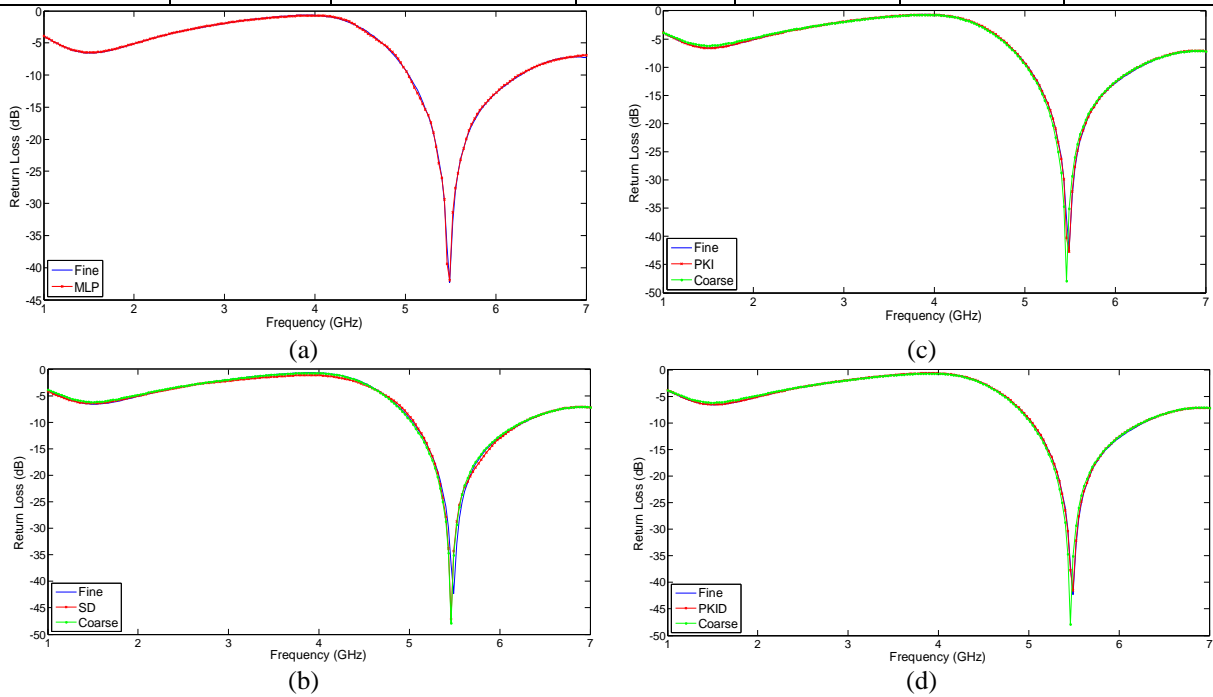 0
-5
-10
-15
-20
-25
-30
-35
-40
-45
Return Loss (dB)
Fine
MLP
1 2 3 4 5 6 7
Frequency (GHz)
(a)
0
-5
-10
-15
-20
-25
-30
-35
-40
-45
-50
Return Loss (dB)
Fine
PKI
Coarse
1 2 3 4 5 6 7
Frequency (GHz)
(c)
0
-5
-10
-15
-20
-25
-30
-35
-40
-45
-50
Return Loss (dB)
Fine
SD
Coarse
1 2 3 4 5 6 7
Frequency (GHz)
(b)
0
-5
-10
-15
-20
-25
-30
-35
-40
-45
-50
Return Loss (dB)
Fine
PKID
Coarse
1 2 3 4 5 6 7
Frequency (GHz)
(d)